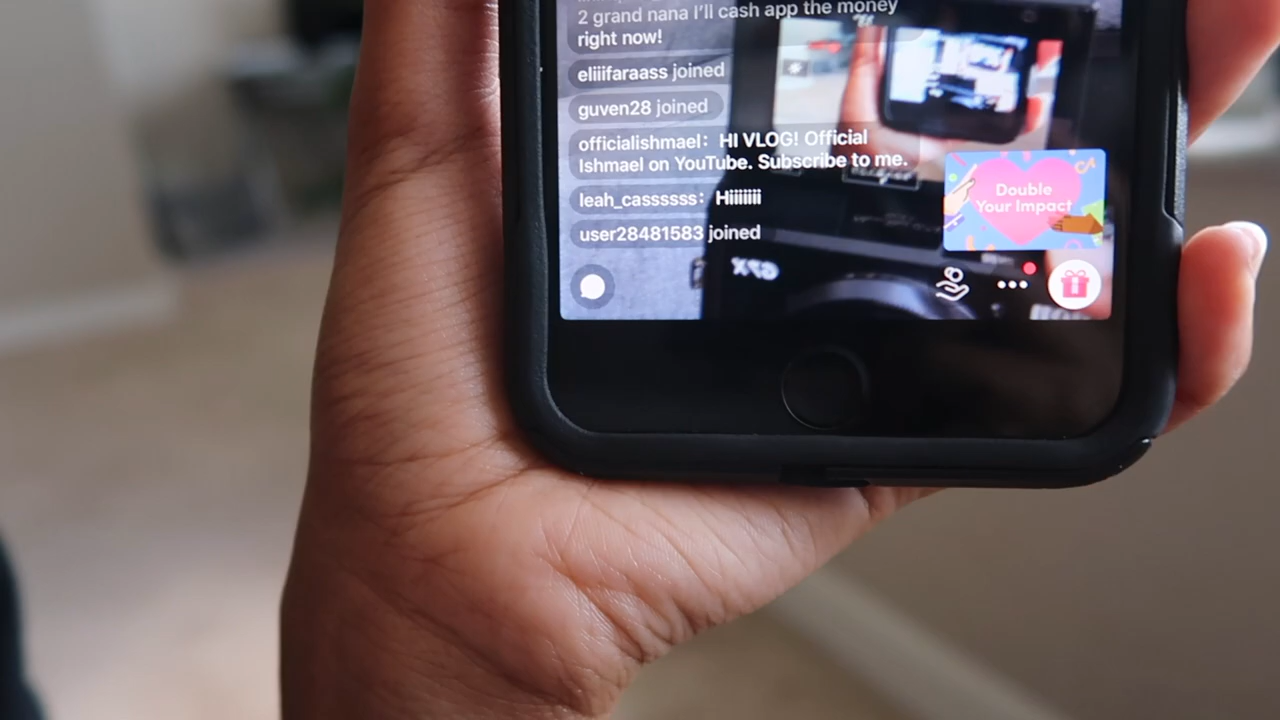 2 grand nana I'll cash app the money
right now!
eliiifaraass joined
guven28 joined
officialishmael: HI VLOG! Official
Ishmael on YouTube. Subscribe to me.
leah_cassssss: Hiiiiiii
user28481583 joined
Double
Your Impact
G7X